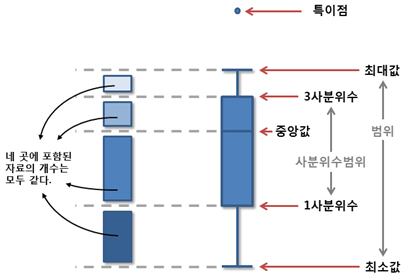 특이점
최대값
3사분위수
중앙값
범위
네 곳에 포함된
자료의 개수는
모두 같다.
사분위수범위
1사분위수
최소값